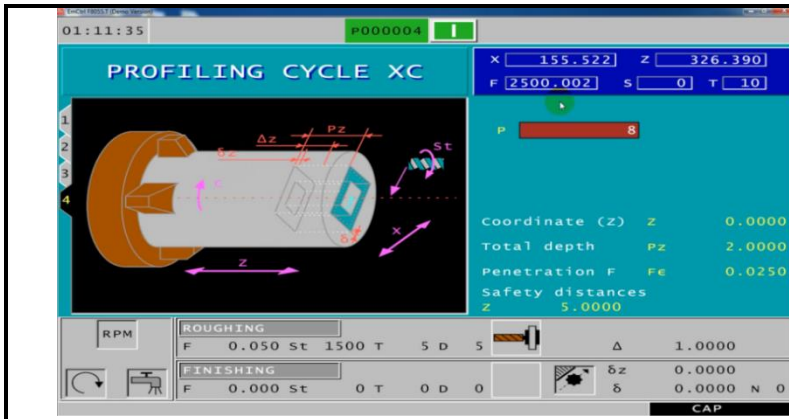 01:11:35 P000004
PROFILING CYCLE XC
X 155.522 Z 326.390
F 2500.002 S 0 T 10
1
2
3
4
Pz
Δz
δz
St
C
X
δ
Z
P 8
Coordinate (Z) Z 0.0000
Total depth Pz 2.0000
Penetration F Fє 0.0250
Safety distances
Z 5.0000
RPM
ROUGHING
F 0.050 St 1500 T 5 D 5 Δ 1.0000
FINISHING
F 0.000 St 0 T 0 D 0
δz 0.0000
δ 0.0000 N 0
CAP